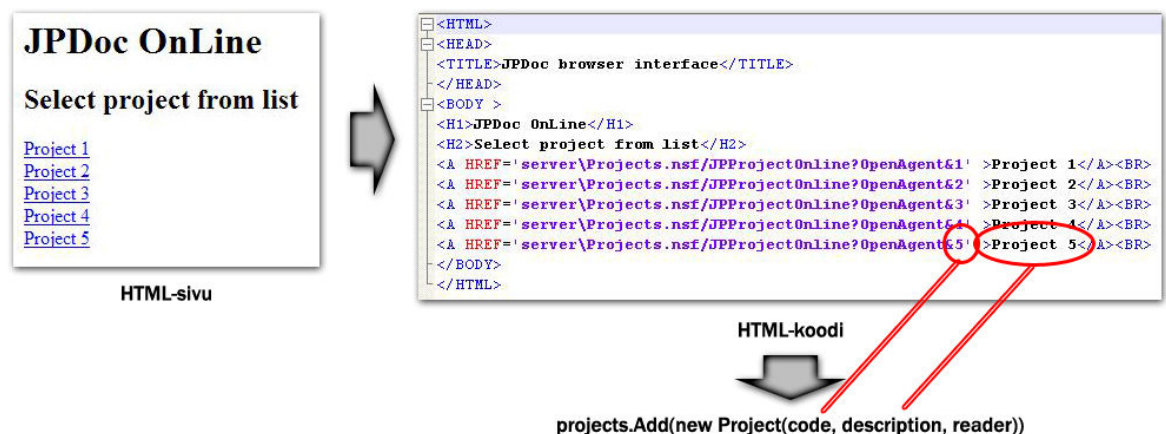 JPDoc OnLine
Select project from list
Project 1
Project 2
Project 3
Project 4
Project 5
HTML-sivu
<HTML>
<HEAD>
<TITLE>JPDoc browser interface</TITLE>
</HEAD>
<BODY >
<H1>JPDoc OnLine</H1>
<H2>Select project from list</H2>
<A HREF='server\Projects.nsf/JPProjectOnline?OpenAgent&1' >Project 1</A><BR>
<A HREF='server\Projects.nsf/JPProjectOnline?OpenAgent&2' >Project 2</A><BR>
<A HREF='server\Projects.nsf/JPProjectOnline?OpenAgent&3' >Project 3</A><BR>
<A HREF='server\Projects.nsf/JPProjectOnline?OpenAgent&4' >Project 4</A><BR>
<A HREF='server\Projects.nsf/JPProjectOnline?OpenAgent&5' >Project 5</A><BR>
</BODY>
</HTML>
HTML-koodi
projects.Add(new Project(code, description, reader))